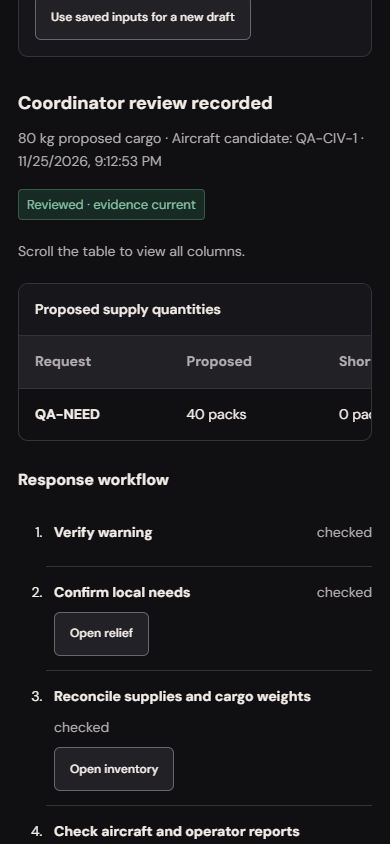 Use saved inputs for a new draft
Coordinator review recorded
80 kg proposed cargo · Aircraft candidate: QA-CIV-1 ·
11/25/2026, 9:12:53 PM
Reviewed · evidence current
Scroll the table to view all columns.
Proposed supply quantities
Request Proposed Shor
QA-NEED 40 packs 0 pac
Response workflow
1. Verify warning checked
2. Confirm local needs checked
Open relief
3. Reconcile supplies and cargo weights
checked
Open inventory
4. Check aircraft and operator reports